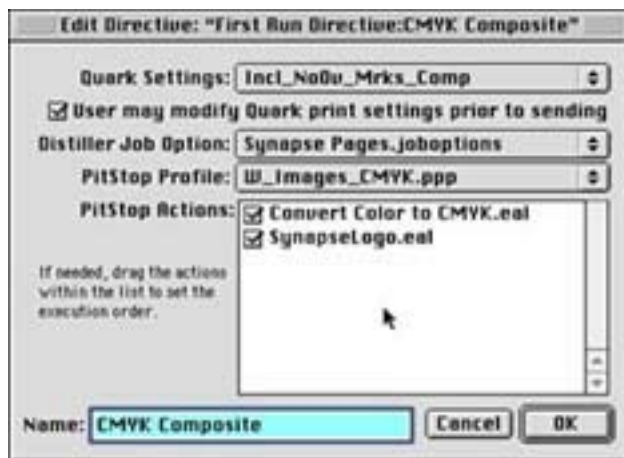 Edit Directive: "First Run Directive:CMYK Composite"
Quark Settings: Incl_NoOv_Mrks_Comp
User may modify Quark print settings prior to sending
Distiller Job Option: Synapse Pages.joboptions
PitStop Profile: W_Images_CMYK.ppp
PitStop Actions: Convert Color to CMYK.eal
SynapseLogo.eal
If needed, drag the actions
within the list to set the
execution order.
Name: CMYK Composite Cancel OK